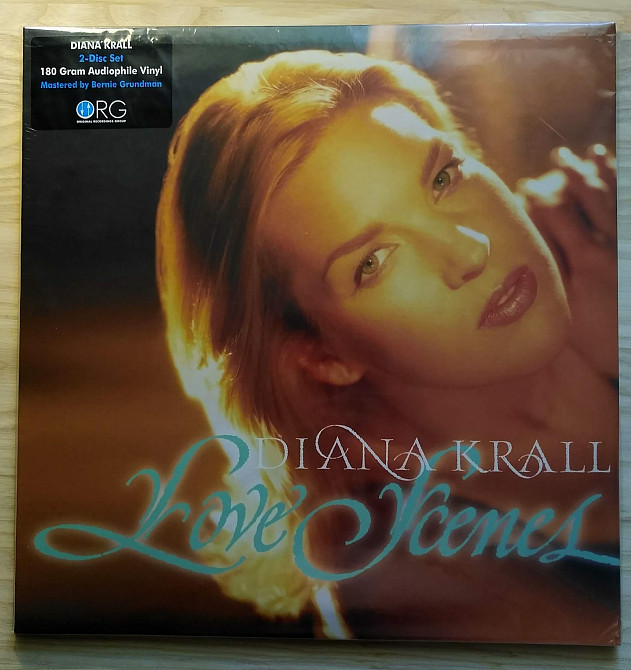 DIANA KRALL
2-Disc Set
180 Gram Audiophile Vinyl
Mastered by Bernie Grundman
ORG
ORIGINAL RECORDINGS GROUP
DIANA KRALL
Love Scenes